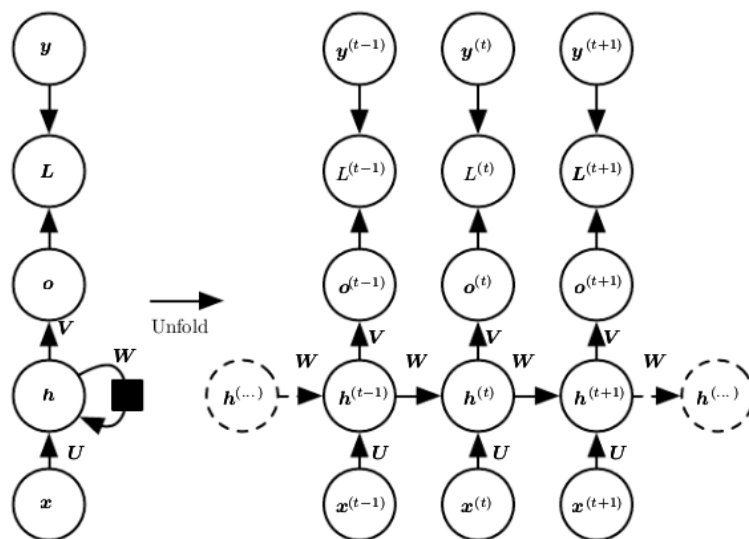 y y^(t−1) y^(t) y^(t+1)
L L^(t−1) L^(t) L^(t+1)
o o^(t−1) o^(t) o^(t+1)
Unfold
V V V V
W W W W W
h h^(...) h^(t−1) h^(t) h^(t+1) h^(...)
U U U U
x x^(t−1) x^(t) x^(t+1)